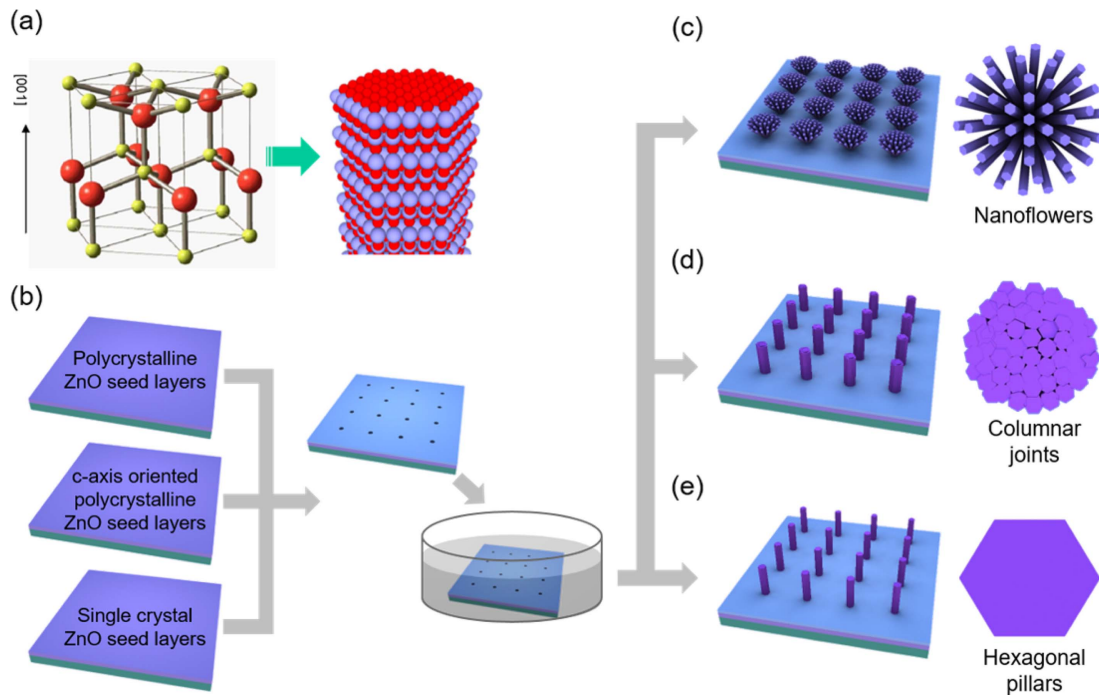 (a)
[001]
(b)
Polycrystalline
ZnO seed layers
c-axis oriented
polycrystalline
ZnO seed layers
Single crystal
ZnO seed layers
(c)
Nanoflowers
(d)
Columnar
joints
(e)
Hexagonal
pillars